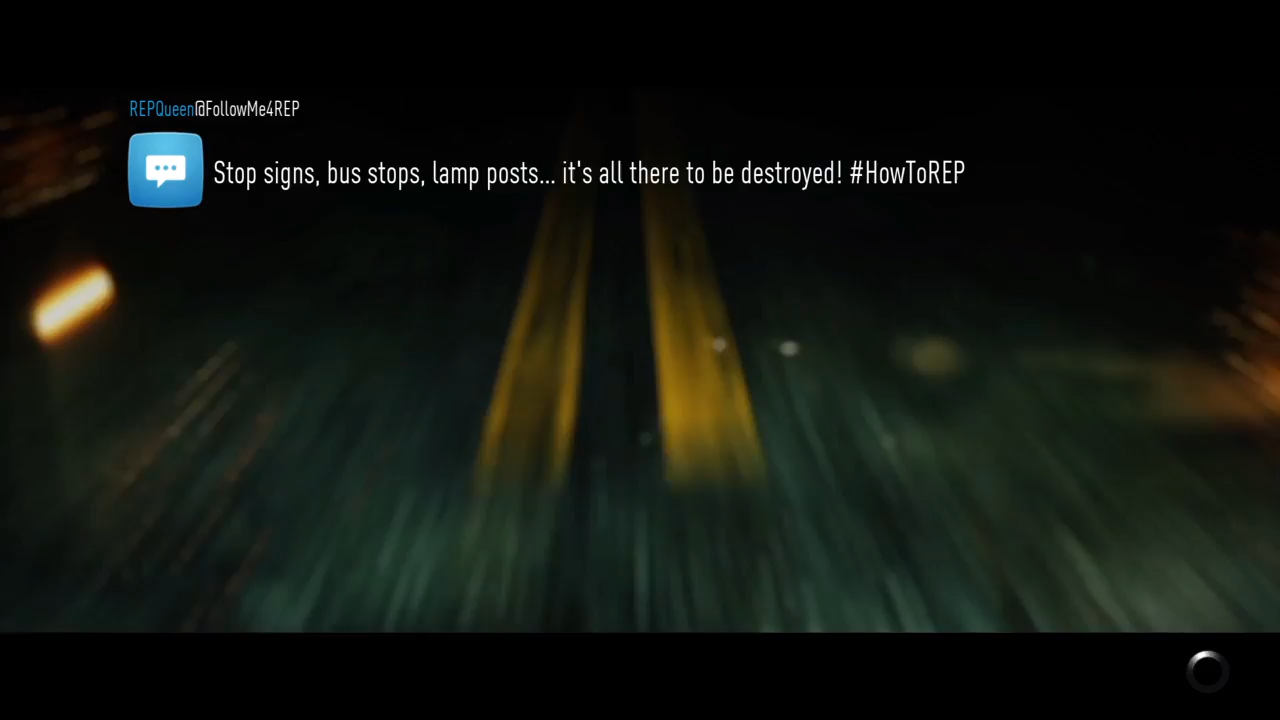 REPQueen@FollowMe4REP
Stop signs, bus stops, lamp posts... it's all there to be destroyed! #HowToREP